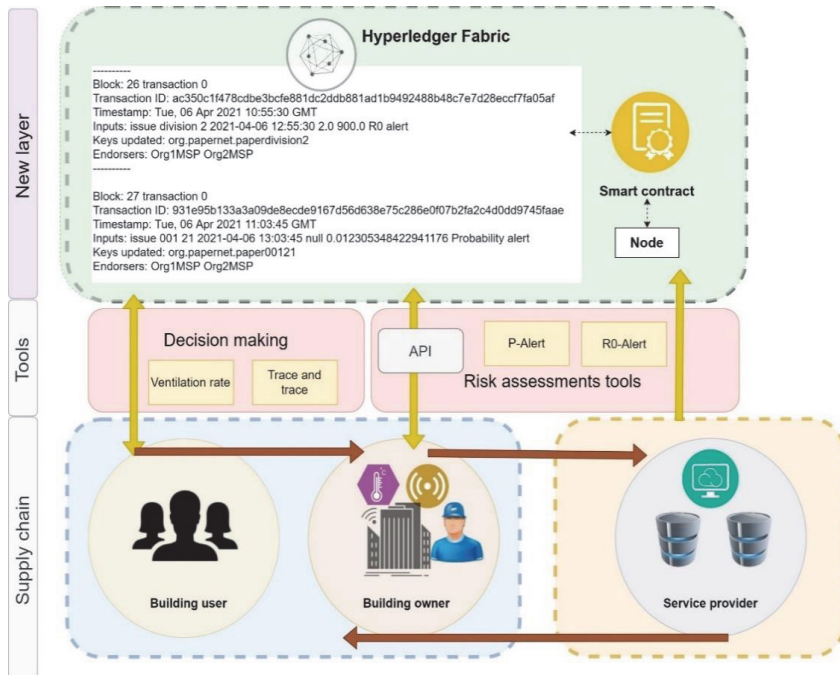 New layer
Hyperledger Fabric
----------
Block: 26 transaction 0
Transaction ID: ac350c1f478cdbe3bcfe881dc2ddb881ad1b9492488b48c7e7d28eccf7fa05af
Timestamp: Tue, 06 Apr 2021 10:55:30 GMT
Inputs: issue division 2 2021-04-06 12:55:30 2.0 900.0 R0 alert
Keys updated: org.papernet.paperdivision2
Endorsers: Org1MSP Org2MSP
----------
Block: 27 transaction 0
Transaction ID: 931e95b133a3a09de8ecde9167d56d638e75c286e0f07b2fa2c4d0dd9745faae
Timestamp: Tue, 06 Apr 2021 11:03:45 GMT
Inputs: issue 001 21 2021-04-06 13:03:45 null 0.012305348422941176 Probability alert
Keys updated: org.papernet.paper00121
Endorsers: Org1MSP Org2MSP
Smart contract
Node
Tools
Decision making
Ventilation rate
Trace and
trace
API
P-Alert
R0-Alert
Risk assessments tools
Supply chain
Building user
Building owner
Service provider